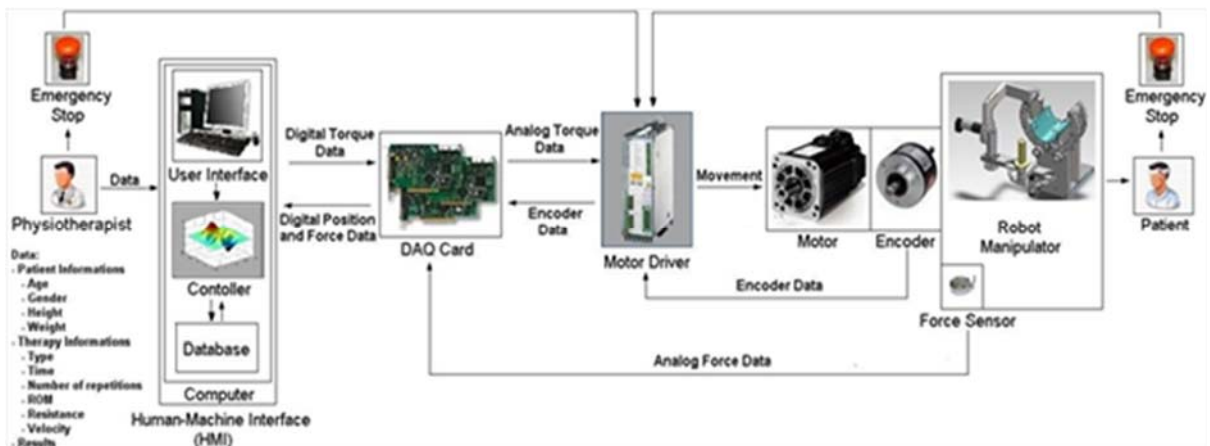 Emergency
Stop
Physiotherapist
Data
Data:
- Patient Informations
- Age
- Gender
- Height
- Weight
- Therapy Informations
- Type
- Time
- Number of repetitions
- ROM
- Resistance
- Velocity
- Results
User Interface
Contoller
Database
Computer
Human-Machine Interface
(HMI)
Digital Torque
Data
Digital Position
and Force Data
DAQ Card
Analog Torque
Data
Encoder
Data
Motor Driver
Movement
Motor
Encoder
Encoder Data
Analog Force Data
Robot
Manipulator
Force Sensor
Emergency
Stop
Patient